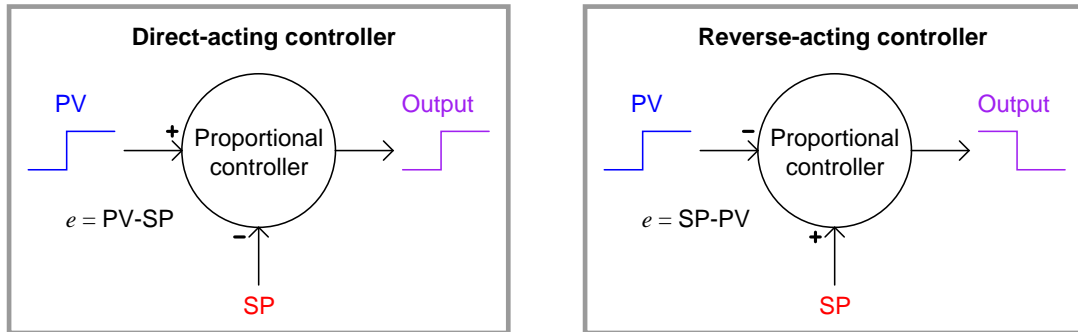 Direct-acting controller
PV
+
Proportional
controller
Output
e = PV-SP
-
SP
Reverse-acting controller
PV
-
Proportional
controller
Output
e = SP-PV
+
SP